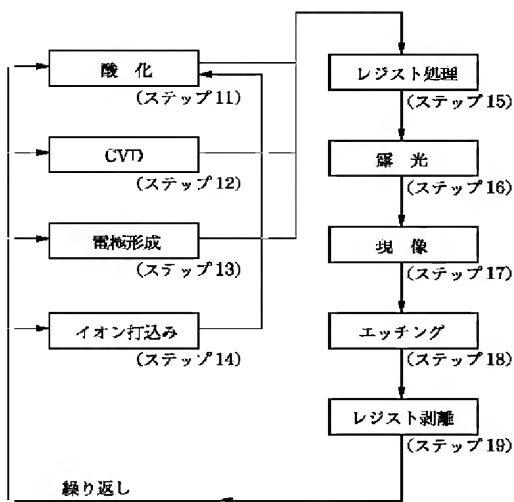 酸 化
(ステップ11)
CVD
(ステップ12)
電極形成
(ステップ13)
イオン打込み
(ステップ14)
レジスト処理
(ステップ15)
露 光
(ステップ16)
現 像
(ステップ17)
エッチング
(ステップ18)
レジスト剥離
(ステップ19)
繰り返し